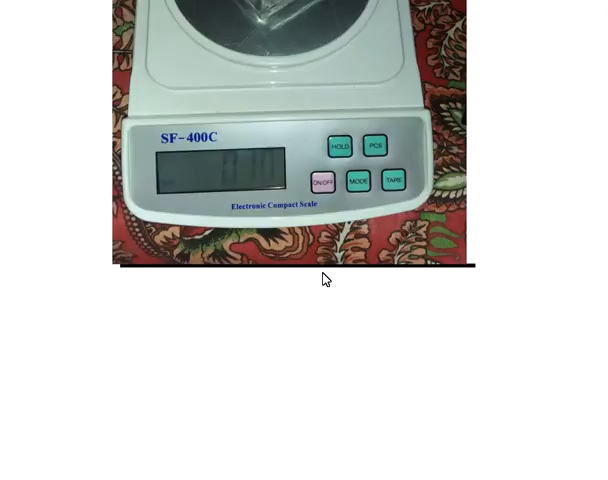 SF-400C
HOLD PCS
ON/OFF MODE TARE
Electronic Compact Scale